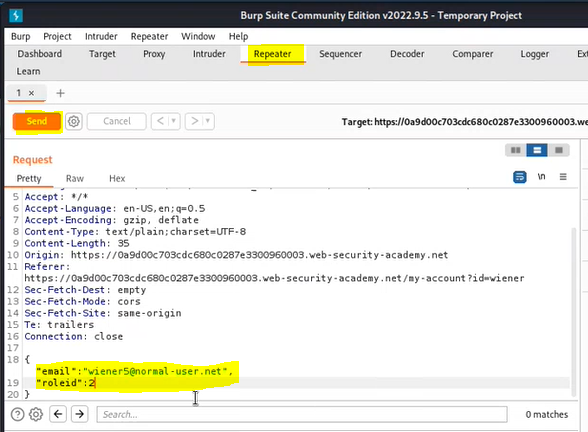 Burp Suite Community Edition v2022.9.5 - Temporary Project
Burp Project Intruder Repeater Window Help
Dashboard Target Proxy Intruder Repeater Sequencer Decoder Comparer Logger
Learn
1 ×
Send Cancel Target: https://0a9d00c703cdc680c0287e3300960003.we
Request
Pretty Raw Hex
\n
5 Accept: */*
6 Accept-Language: en-US,en;q=0.5
7 Accept-Encoding: gzip, deflate
8 Content-Type: text/plain;charset=UTF-8
9 Content-Length: 35
10 Origin: https://0a9d00c703cdc680c0287e3300960003.web-security-academy.net
11 Referer:
https://0a9d00c703cdc680c0287e3300960003.web-security-academy.net/my-account?id=wiener
12 Sec-Fetch-Dest: empty
13 Sec-Fetch-Mode: cors
14 Sec-Fetch-Site: same-origin
15 Te: trailers
16 Connection: close
17
18 {
"email":"wiener5@normal-user.net",
19 "roleid":2
20 }
Search... 0 matches